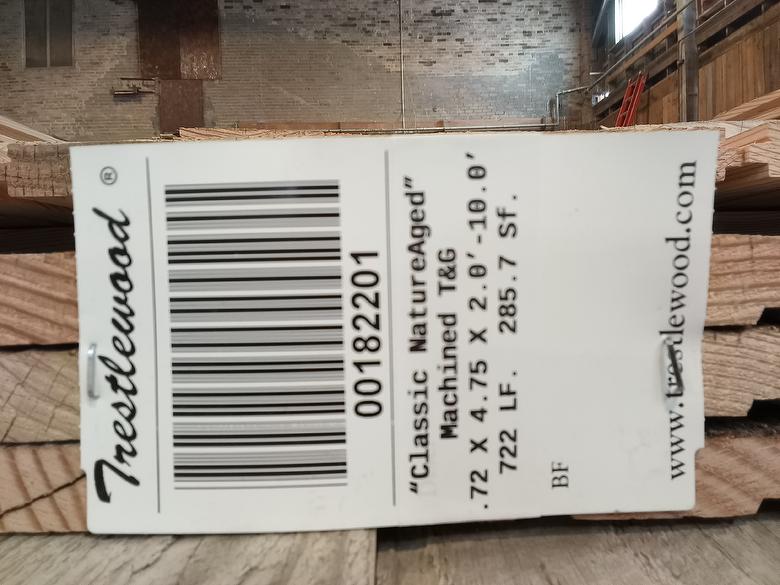 Trestlewood®
00182201
“Classic NatureAged”
Machined T&G
.72 X 4.75 X 2.0’-10.0’
722 LF. 285.7 Sf.
BF
www.trestlewood.com